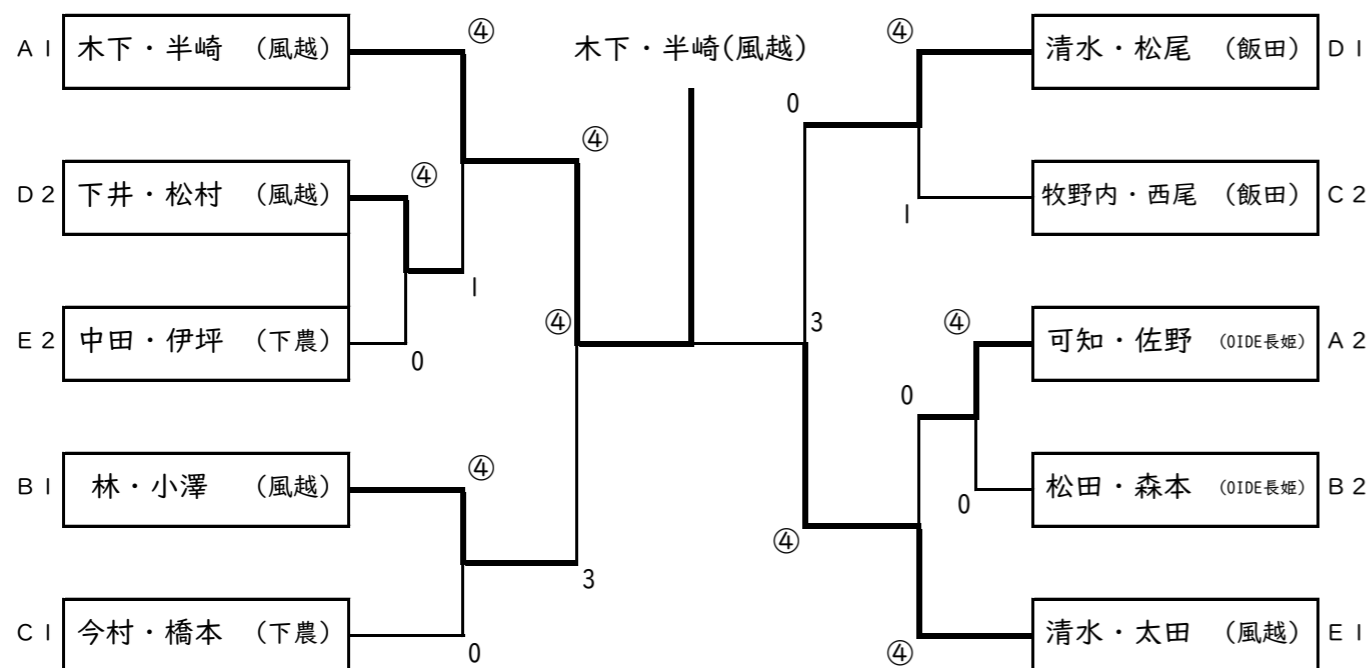 A1 木下・半崎 （風越）
④
D2 下井・松村 （風越）
④
1
E2 中田・伊坪 （下農）
0
④
④
B1 林・小澤 （風越）
④
3
C1 今村・橋本 （下農）
0
木下・半崎(風越)
④
清水・松尾 （飯田） D1
0
牧野内・西尾 （飯田） C2
1
3
④
可知・佐野 （OIDE長姫） A2
0
松田・森本 （OIDE長姫） B2
0
④
清水・太田 （風越） E1
④